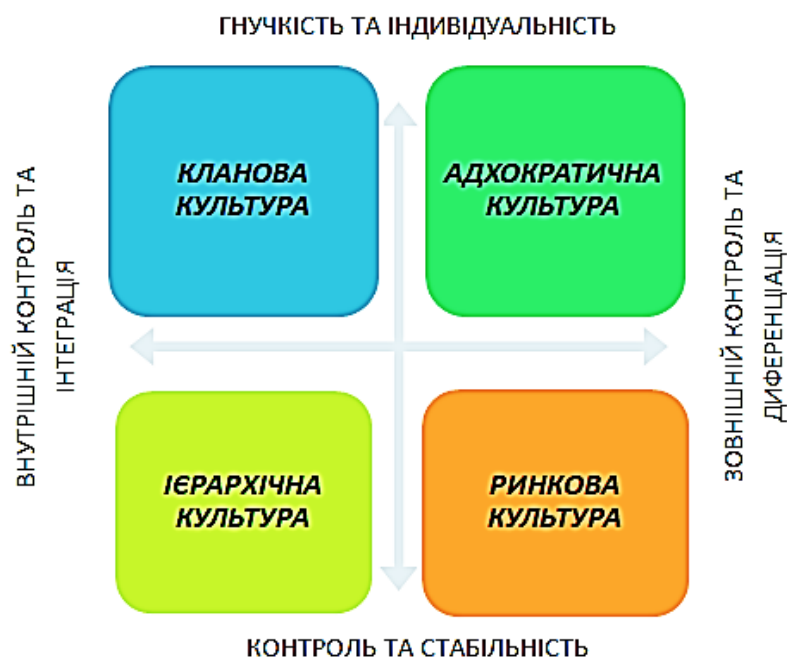 ГНУЧКІСТЬ ТА ІНДИВІДУАЛЬНІСТЬ
ВНУТРІШНІЙ КОНТРОЛЬ ТА
ІНТЕГРАЦІЯ
КЛАНОВА
КУЛЬТУРА
АДХОКРАТИЧНА
КУЛЬТУРА
ЗОВНІШНІЙ КОНТРОЛЬ ТА
ДИФЕРЕНЦІАЦІЯ
ІЄРАРХІЧНА
КУЛЬТУРА
РИНКОВА
КУЛЬТУРА
КОНТРОЛЬ ТА СТАБІЛЬНІСТЬ